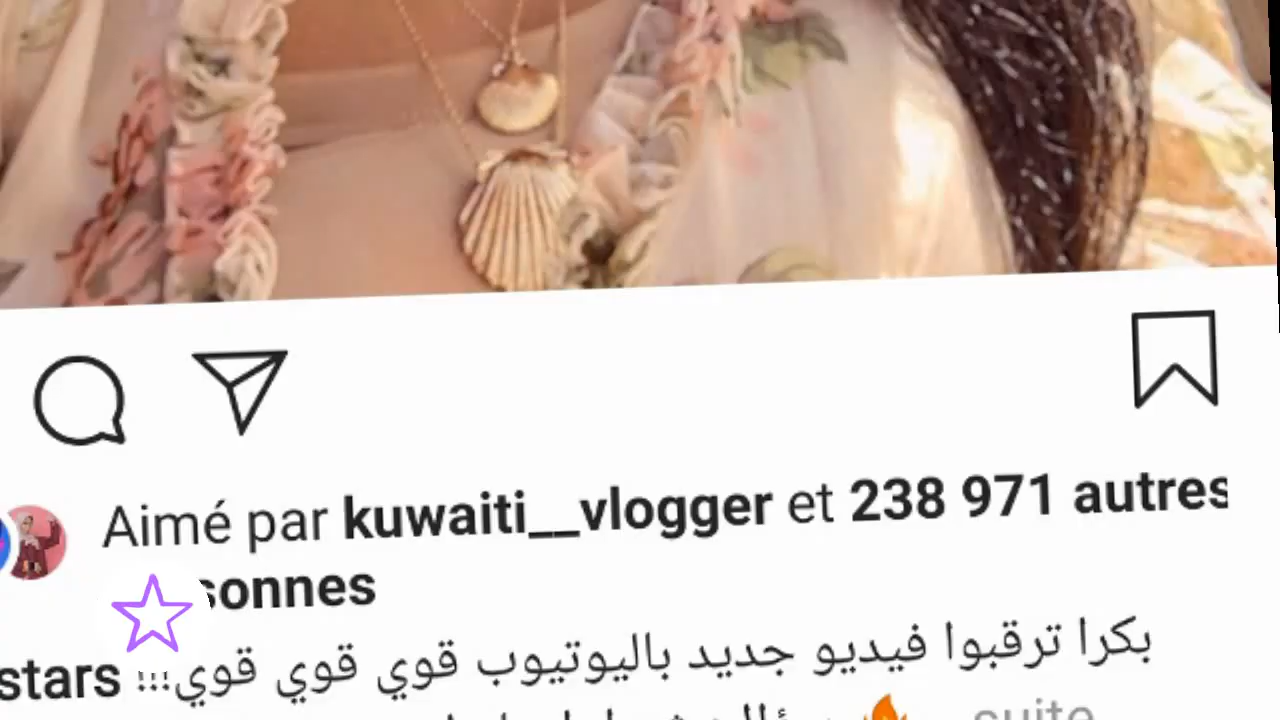 Aimé par kuwaiti__vlogger et 238 971 autres
sonnes
stars بكرا ترقبوا فيديو جديد باليوتيوب قوي قوي قوي!!!
suite